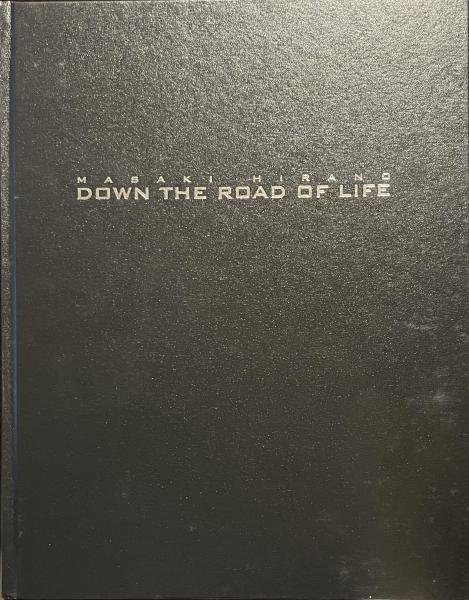 MASAKI HIRANO
DOWN THE ROAD OF LIFE